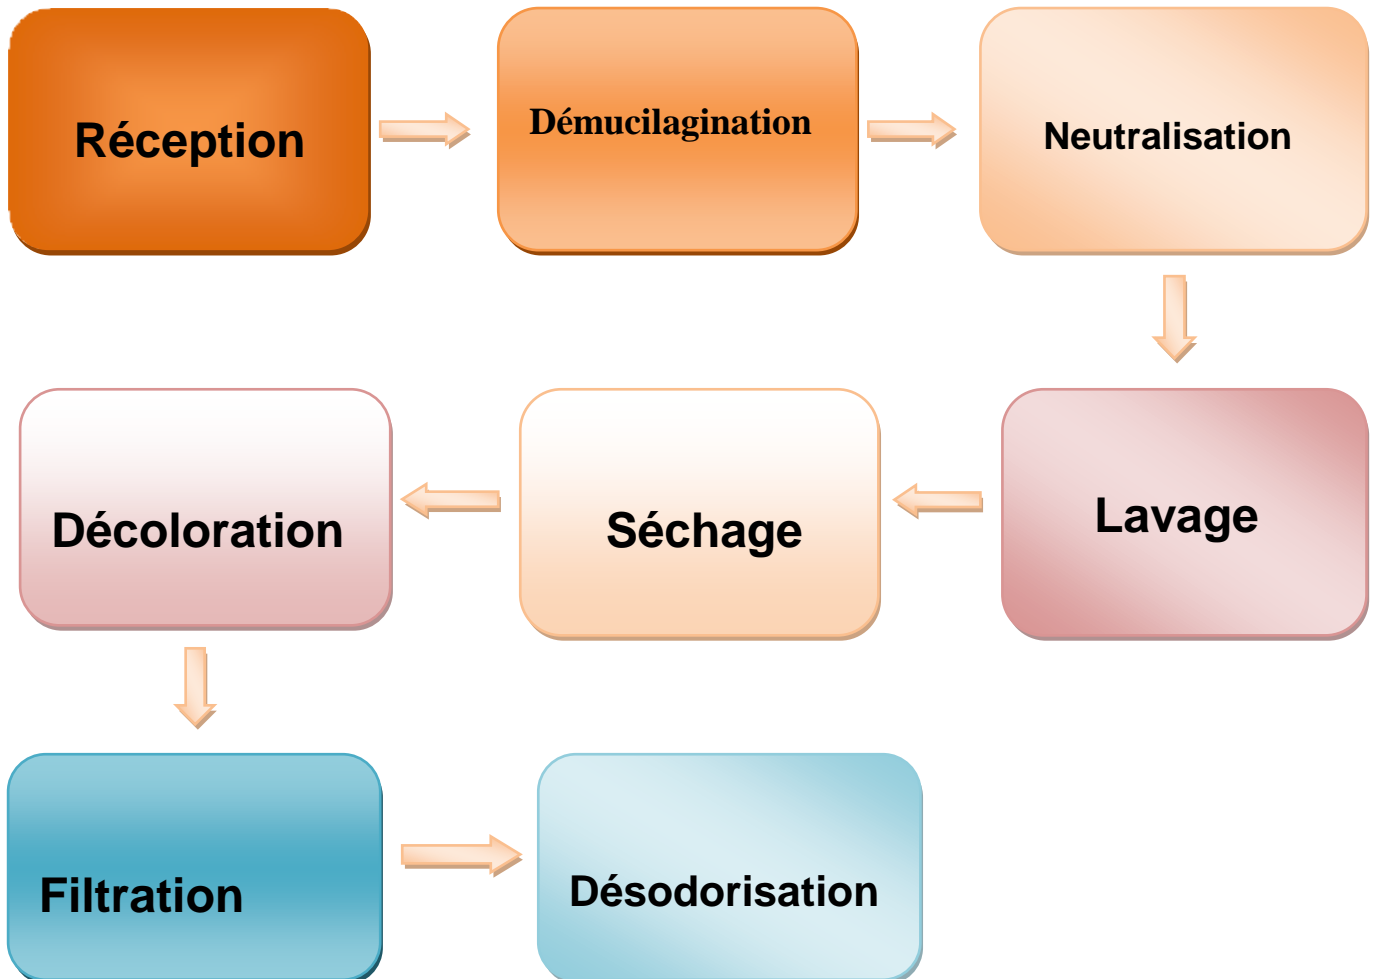 Réception
Démucilagination
Neutralisation
Lavage
Séchage
Décoloration
Filtration
Désodorisation